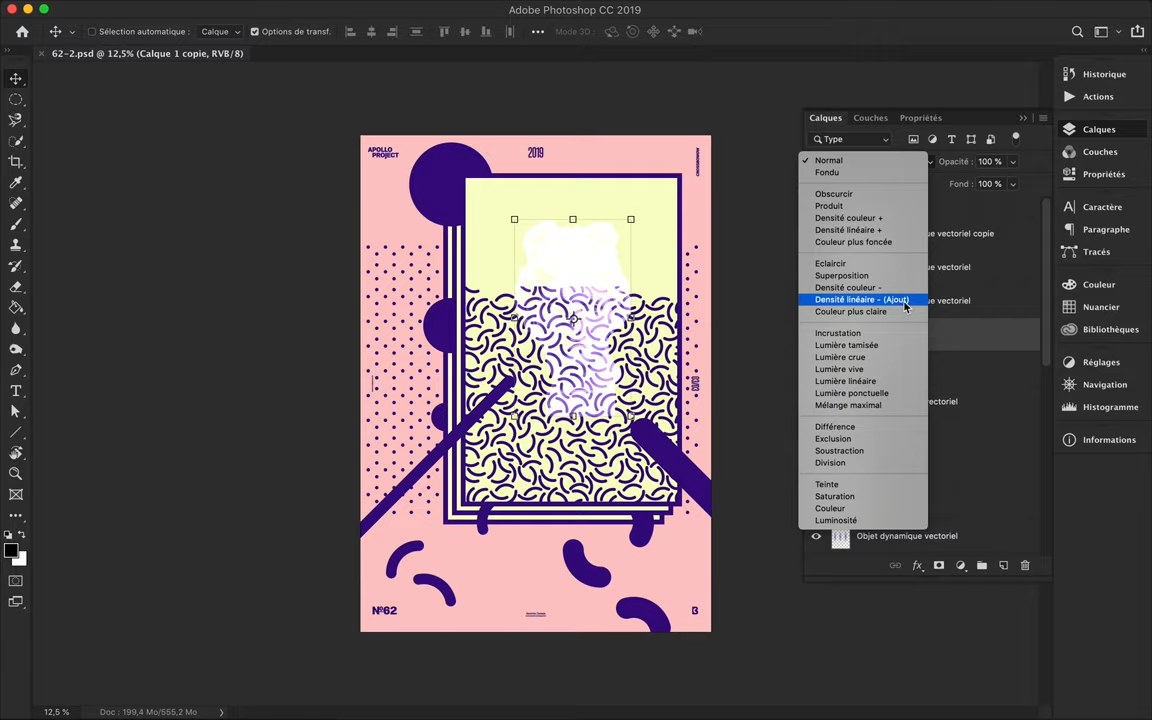 Adobe Photoshop CC 2019
Sélection automatique :
Calque
Options de transf.
Mode 3D :
62-2.psd @ 12,5% (Calque 1 copie, RVB/8)
Calques
Couches
Propriétés
Type
Opacité : 100 %
Fond : 100 %
Normal
Fondu
Obscurcir
Produit
Densité couleur +
Densité linéaire +
Couleur plus foncée
Eclaircir
Superposition
Densité couleur -
Densité linéaire - (Ajout)
Couleur plus claire
Incrustation
Lumière tamisée
Lumière crue
Lumière vive
Lumière linéaire
Lumière ponctuelle
Mélange maximal
Différence
Exclusion
Soustraction
Division
Teinte
Saturation
Couleur
Luminosité
ue vectoriel copie
ue vectoriel
ue vectoriel
vectoriel
Objet dynamique vectoriel
fx
Historique
Actions
Calques
Couches
Propriétés
Caractère
Paragraphe
Tracés
Couleur
Nuancier
Bibliothèques
Réglages
Navigation
Histogramme
Informations
APOLLO
PROJECT
2019
Nº62
12,5 %
Doc : 199,4 Mo/555,2 Mo